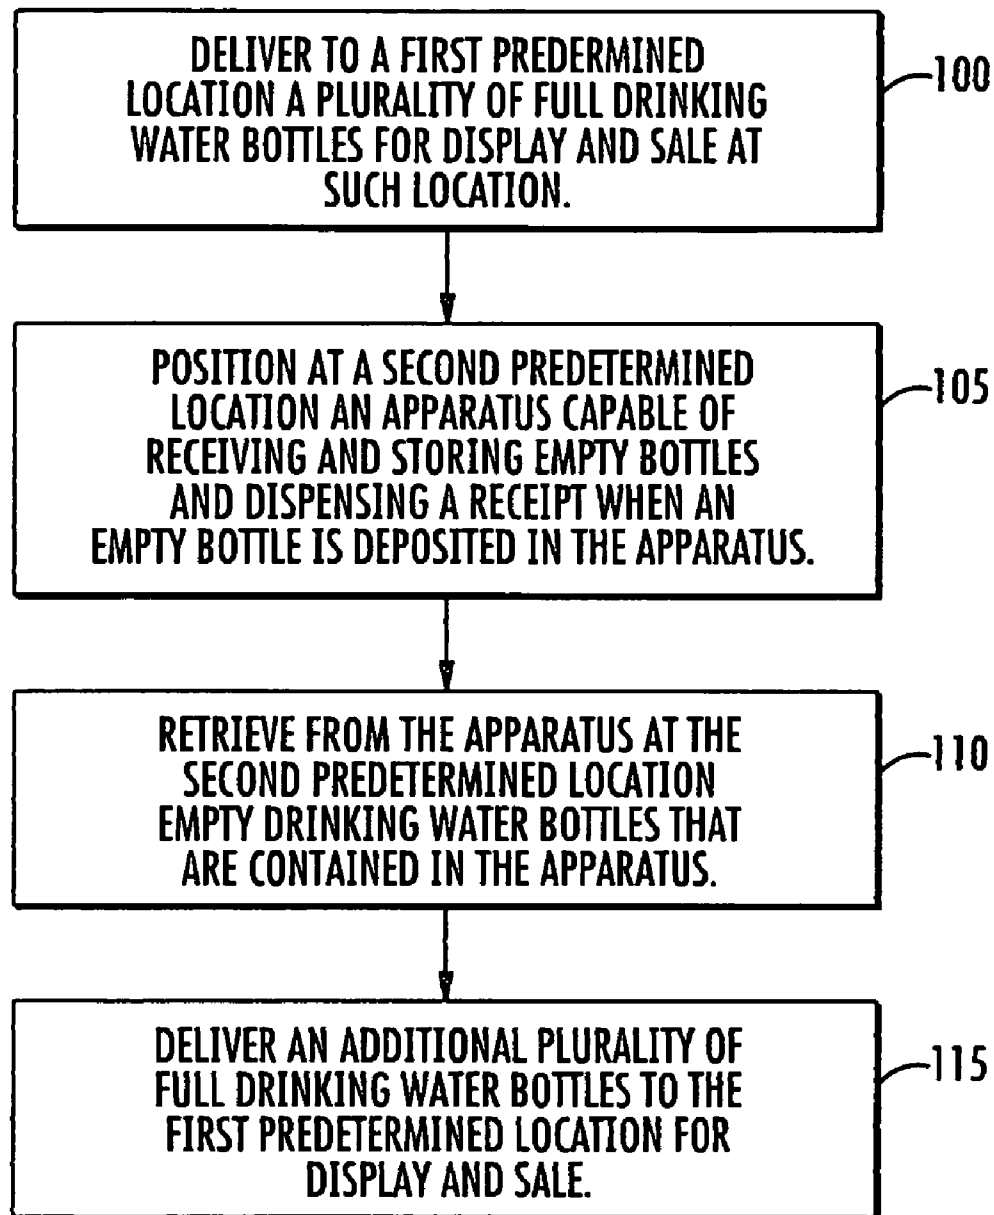 DELIVER TO A FIRST PREDERMINED
LOCATION A PLURALITY OF FULL DRINKING
WATER BOTTLES FOR DISPLAY AND SALE AT
SUCH LOCATION.
100
POSITION AT A SECOND PREDETERMINED
LOCATION AN APPARATUS CAPABLE OF
RECEIVING AND STORING EMPTY BOTTLES
AND DISPENSING A RECEIPT WHEN AN
EMPTY BOTTLE IS DEPOSITED IN THE APPARATUS.
105
RETRIEVE FROM THE APPARATUS AT THE
SECOND PREDETERMINED LOCATION
EMPTY DRINKING WATER BOTTLES THAT
ARE CONTAINED IN THE APPARATUS.
110
DELIVER AN ADDITIONAL PLURALITY OF
FULL DRINKING WATER BOTTLES TO THE
FIRST PREDETERMINED LOCATION FOR
DISPLAY AND SALE.
115